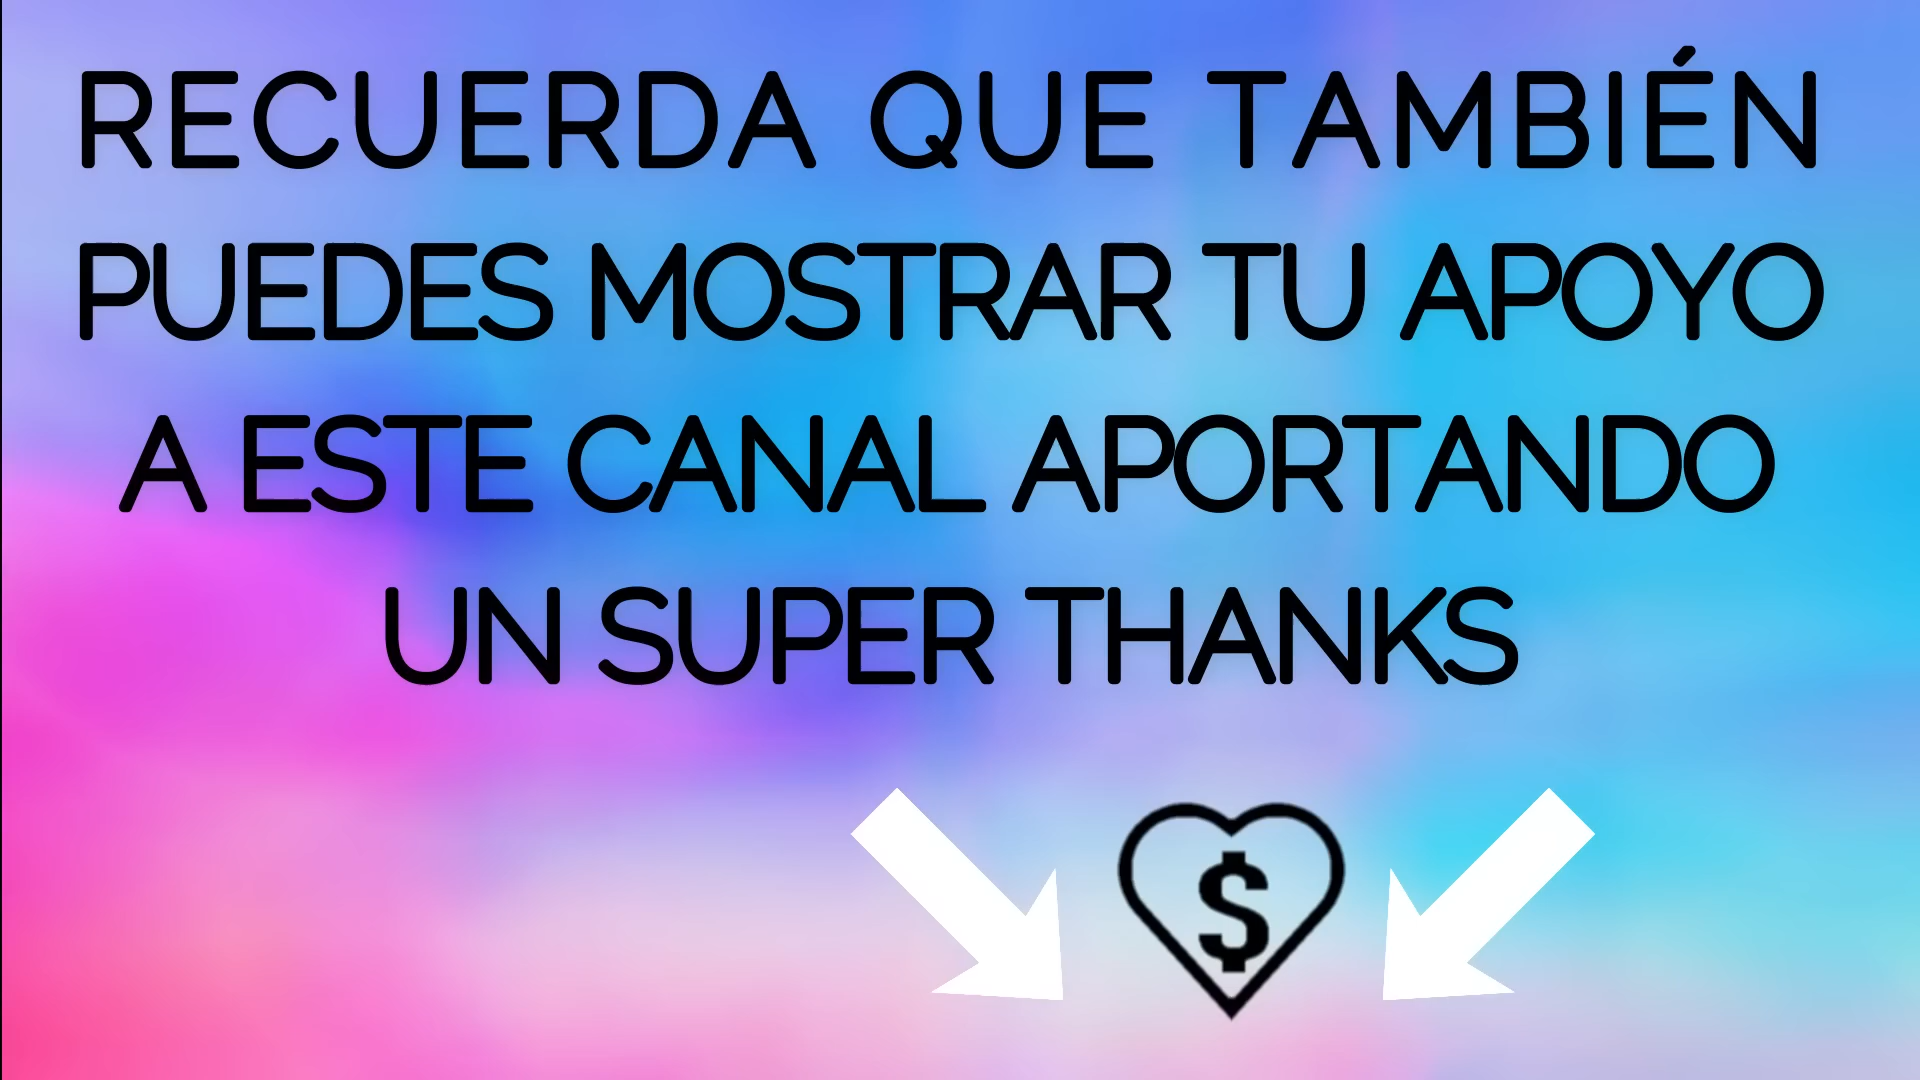 RECUERDA QUE TAMBIÉN
PUEDES MOSTRAR TU APOYO
A ESTE CANAL APORTANDO
UN SUPER THANKS
$